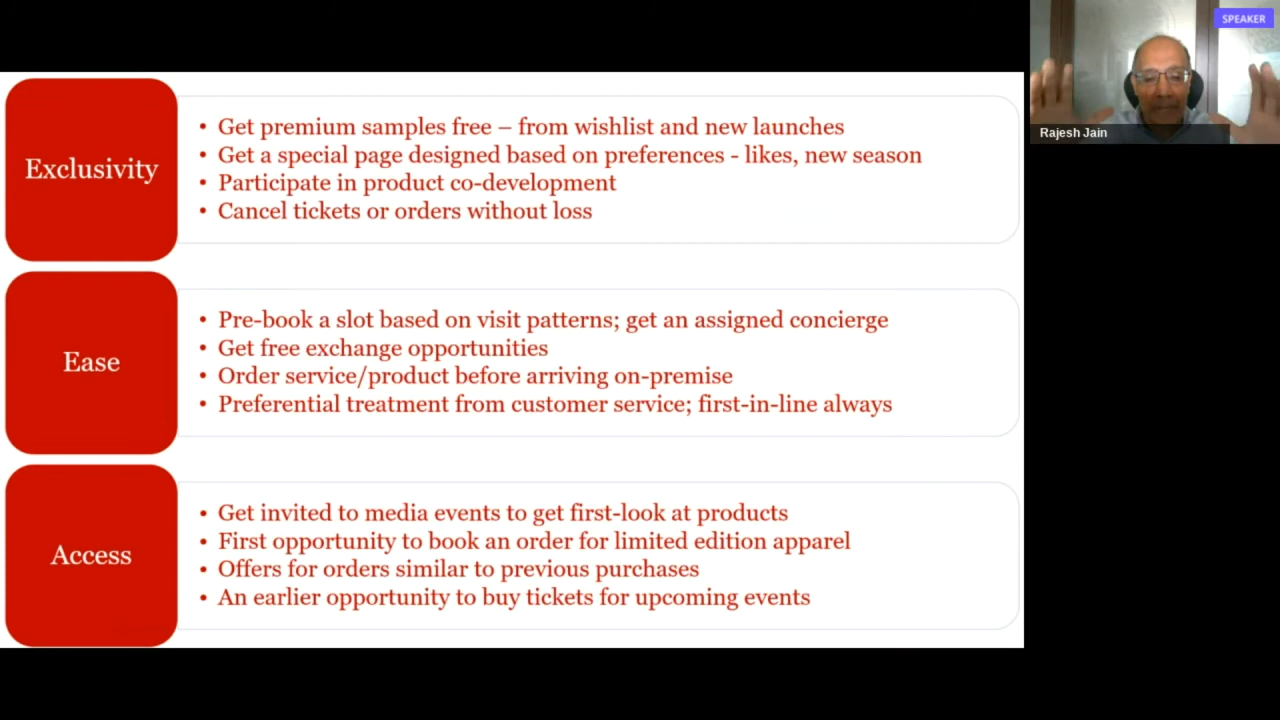 SPEAKER
Rajesh Jain
Exclusivity
• Get premium samples free – from wishlist and new launches
• Get a special page designed based on preferences - likes, new season
• Participate in product co-development
• Cancel tickets or orders without loss
Ease
• Pre-book a slot based on visit patterns; get an assigned concierge
• Get free exchange opportunities
• Order service/product before arriving on-premise
• Preferential treatment from customer service; first-in-line always
Access
• Get invited to media events to get first-look at products
• First opportunity to book an order for limited edition apparel
• Offers for orders similar to previous purchases
• An earlier opportunity to buy tickets for upcoming events